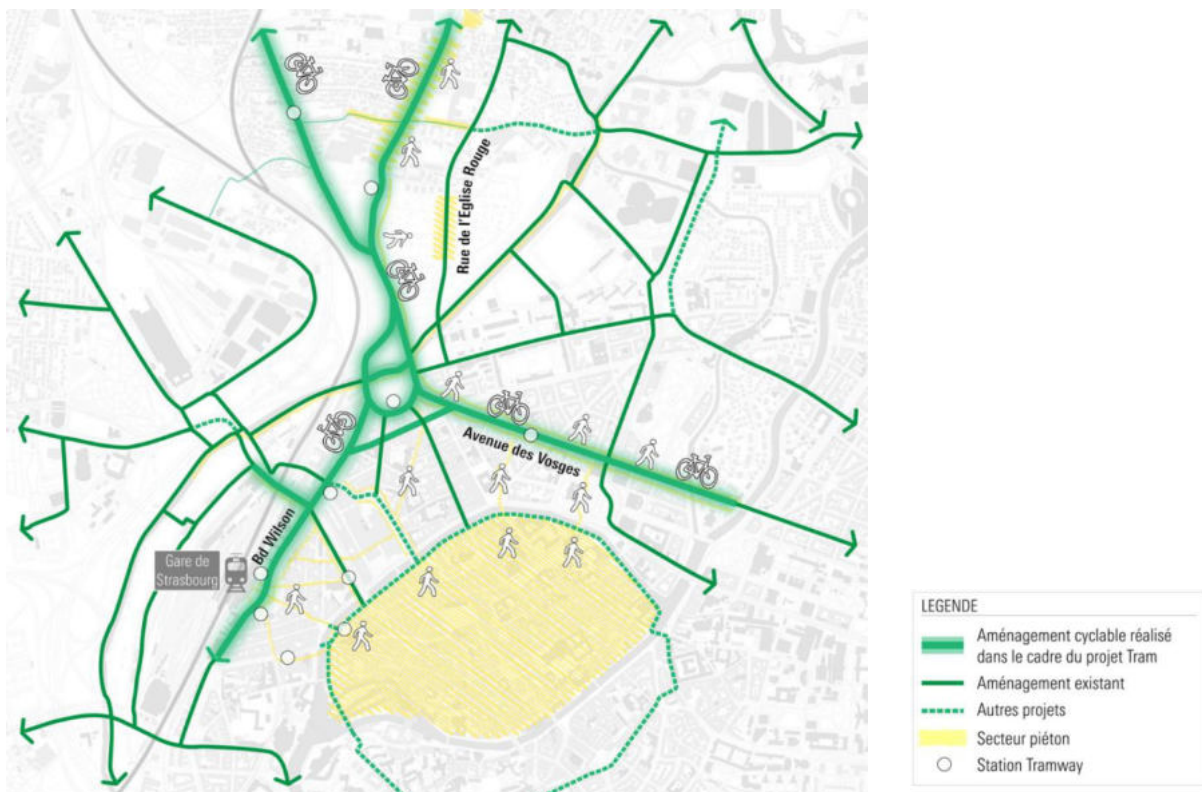 Rue de l'Eglise Rouge
Avenue des Vosges
Bd Wilson
Gare de
Strasbourg
LEGENDE
Aménagement cyclable réalisé
dans le cadre du projet Tram
Aménagement existant
Autres projets
Secteur piéton
Station Tramway